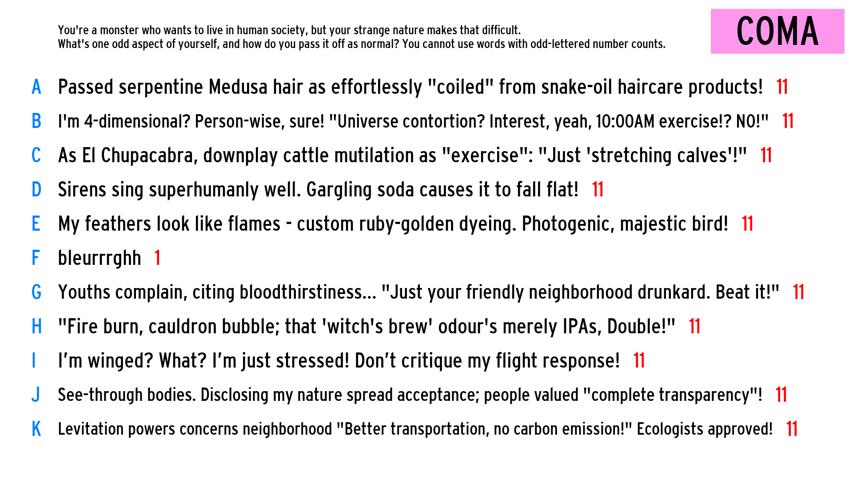 You're a monster who wants to live in human society, but your strange nature makes that difficult.
What's one odd aspect of yourself, and how do you pass it off as normal? You cannot use words with odd-lettered number counts.
COMA
A Passed serpentine Medusa hair as effortlessly "coiled" from snake-oil haircare products! 11
B I'm 4-dimensional? Person-wise, sure! "Universe contortion? Interest, yeah, 10:00AM exercise!? NO!" 11
C As El Chupacabra, downplay cattle mutilation as "exercise": "Just 'stretching calves'!" 11
D Sirens sing superhumanly well. Gargling soda causes it to fall flat! 11
E My feathers look like flames - custom ruby-golden dyeing. Photogenic, majestic bird! 11
F bleurrrghh 1
G Youths complain, citing bloodthirstiness... "Just your friendly neighborhood drunkard. Beat it!" 11
H "Fire burn, cauldron bubble; that 'witch's brew' odour's merely IPAs, Double!" 11
I I’m winged? What? I’m just stressed! Don’t critique my flight response! 11
J See-through bodies. Disclosing my nature spread acceptance; people valued "complete transparency"! 11
K Levitation powers concerns neighborhood "Better transportation, no carbon emission!" Ecologists approved! 11